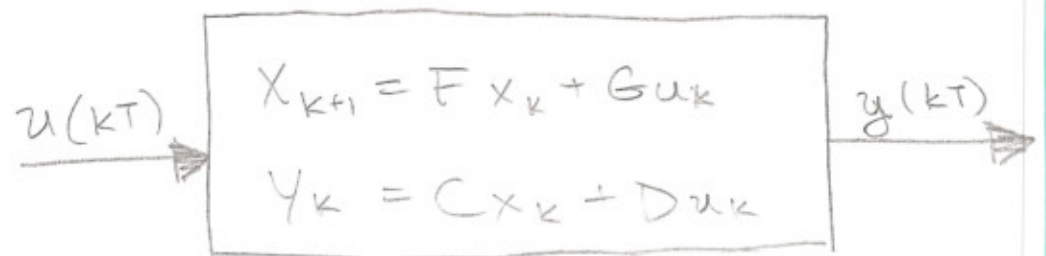 u(kT)
X_{k+1} = F x_k + G u_k
y(kT)
Y_k = C x_k + D u_k